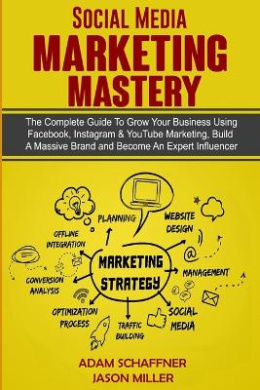 SOCIAL MEDIA
MARKETING
MASTERY
The Complete Guide To Grow Your Business Using
Facebook, Instagram & YouTube Marketing, Build
A Massive Brand and Become An Expert Influencer
PLANNING
WEBSITE
DESIGN
OFFLINE
INTEGRATION
MARKETING
STRATEGY
MANAGEMENT
CONVERSION
ANALYSIS
OPTIMIZATION
PROCESS
TRAFFIC
BUILDING
SOCIAL
MEDIA
ADAM SCHAFFNER
JASON MILLER